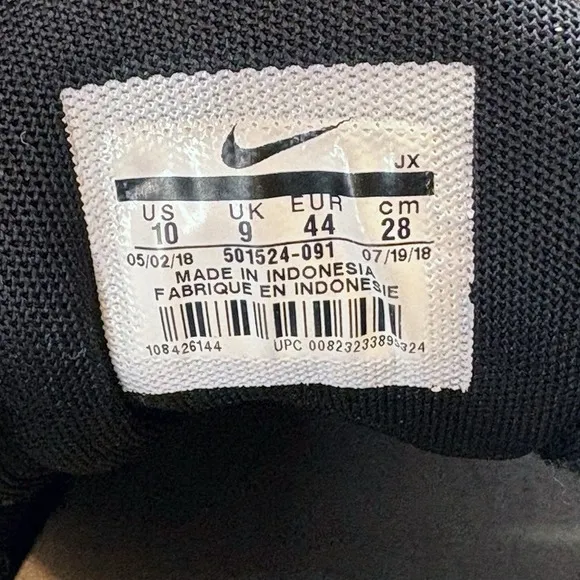 JX
US UK EUR cm
10 9 44 28
05/02/18 501524-091 07/19/18
MADE IN INDONESIA
FABRIQUE EN INDONESIE
108426144 UPC